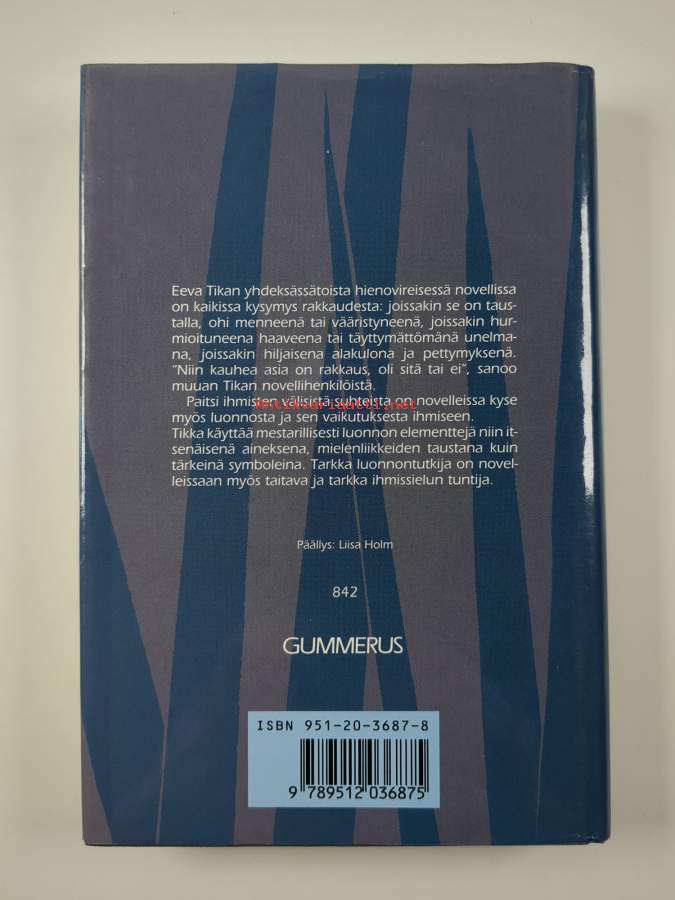 Eeva Tikan yhdeksässätoista hienovireisessä novellissa
on kaikissa kysymys rakkaudesta: joissakin se on taus-
talla, ohi menneenä tai vääristyneenä, joissakin hur-
mioituneena haaveena tai täyttymättömänä unelma-
na, joissakin hiljaisena alakulona ja pettymyksenä.
"Niin kauhea asia on rakkaus, oli sitä tai ei", sanoo
muuan Tikan novellihenkilöistä.
Paitsi ihmisten välisistä suhteista on novelleissa kyse
antikvariaatti.net
myös luonnosta ja sen vaikutuksesta ihmiseen.
Tikka käyttää mestarillisesti luonnon elementtejä niin it-
senäisenä aineksena, mielenliikkeiden taustana kuin
tärkeinä symboleina. Tarkka luonnontutkija on novel-
leissaan myös taitava ja tarkka ihmissielun tuntija.
Päällys: Liisa Holm
842
GUMMERUS
ISBN 951-20-3687-8
9 789512 036875